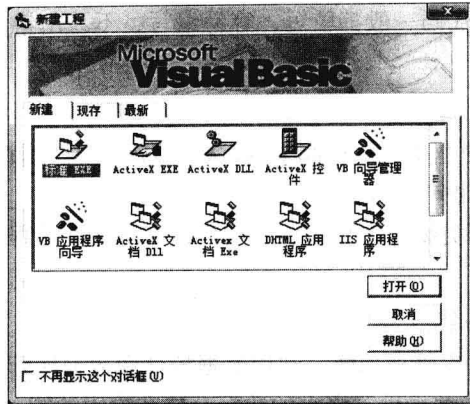 新建工程
Microsoft
Visual Basic
新建 现存 最新
标准 EXE ActiveX EXE ActiveX DLL ActiveX 控件 VB 向导管理器
VB 应用程序向导 ActiveX 文档 Dll Activex 文档 Exe DHTML 应用程序 IIS 应用程序
打开(O)
取消
帮助(H)
不再显示这个对话框(U)